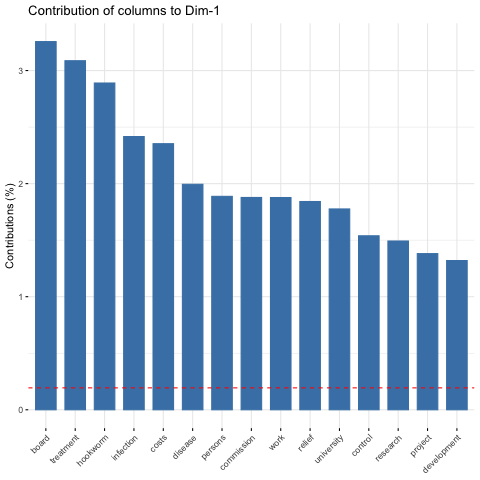 Contribution of columns to Dim-1
Contributions (%)
3
2
1
0
board
treatment
hookworm
infection
costs
disease
persons
commission
work
relief
university
control
research
project
development